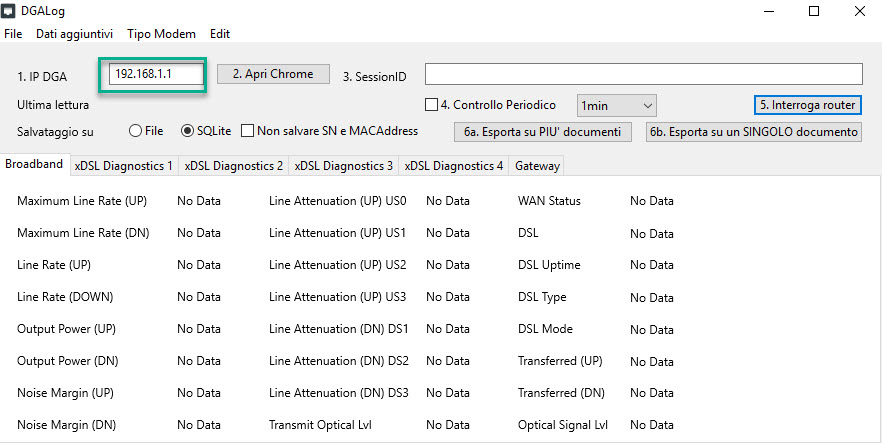 DGALog
File Dati aggiuntivi Tipo Modem Edit
1. IP DGA 192.168.1.1 2. Apri Chrome 3. SessionID
Ultima lettura 4. Controllo Periodico 1min 5. Interroga router
Salvataggio su File SQLite Non salvare SN e MACAddress 6a. Esporta su PIU' documenti 6b. Esporta su un SINGOLO documento
Broadband xDSL Diagnostics 1 xDSL Diagnostics 2 xDSL Diagnostics 3 xDSL Diagnostics 4 Gateway
Maximum Line Rate (UP) No Data Line Attenuation (UP) US0 No Data WAN Status No Data
Maximum Line Rate (DN) No Data Line Attenuation (UP) US1 No Data DSL No Data
Line Rate (UP) No Data Line Attenuation (UP) US2 No Data DSL Uptime No Data
Line Rate (DOWN) No Data Line Attenuation (UP) US3 No Data DSL Type No Data
Output Power (UP) No Data Line Attenuation (DN) DS1 No Data DSL Mode No Data
Output Power (DN) No Data Line Attenuation (DN) DS2 No Data Transferred (UP) No Data
Noise Margin (UP) No Data Line Attenuation (DN) DS3 No Data Transferred (DN) No Data
Noise Margin (DN) No Data Transmit Optical Lvl No Data Optical Signal Lvl No Data